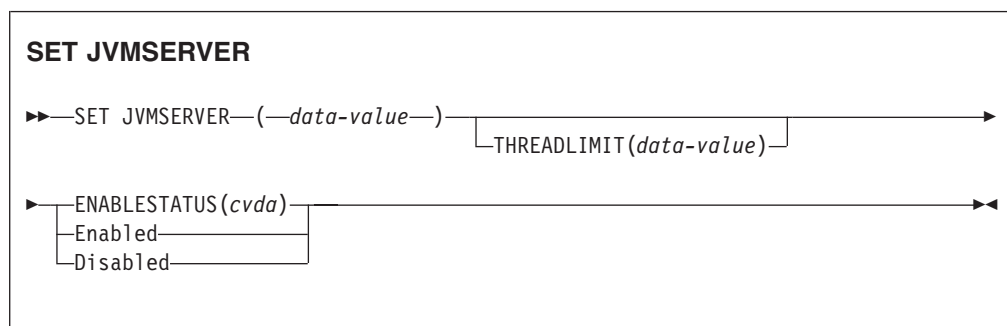 SET JVMSERVER
SET JVMSERVER ( data-value )
THREADLIMIT(data-value)
ENABLESTATUS(cvda)
Enabled
Disabled